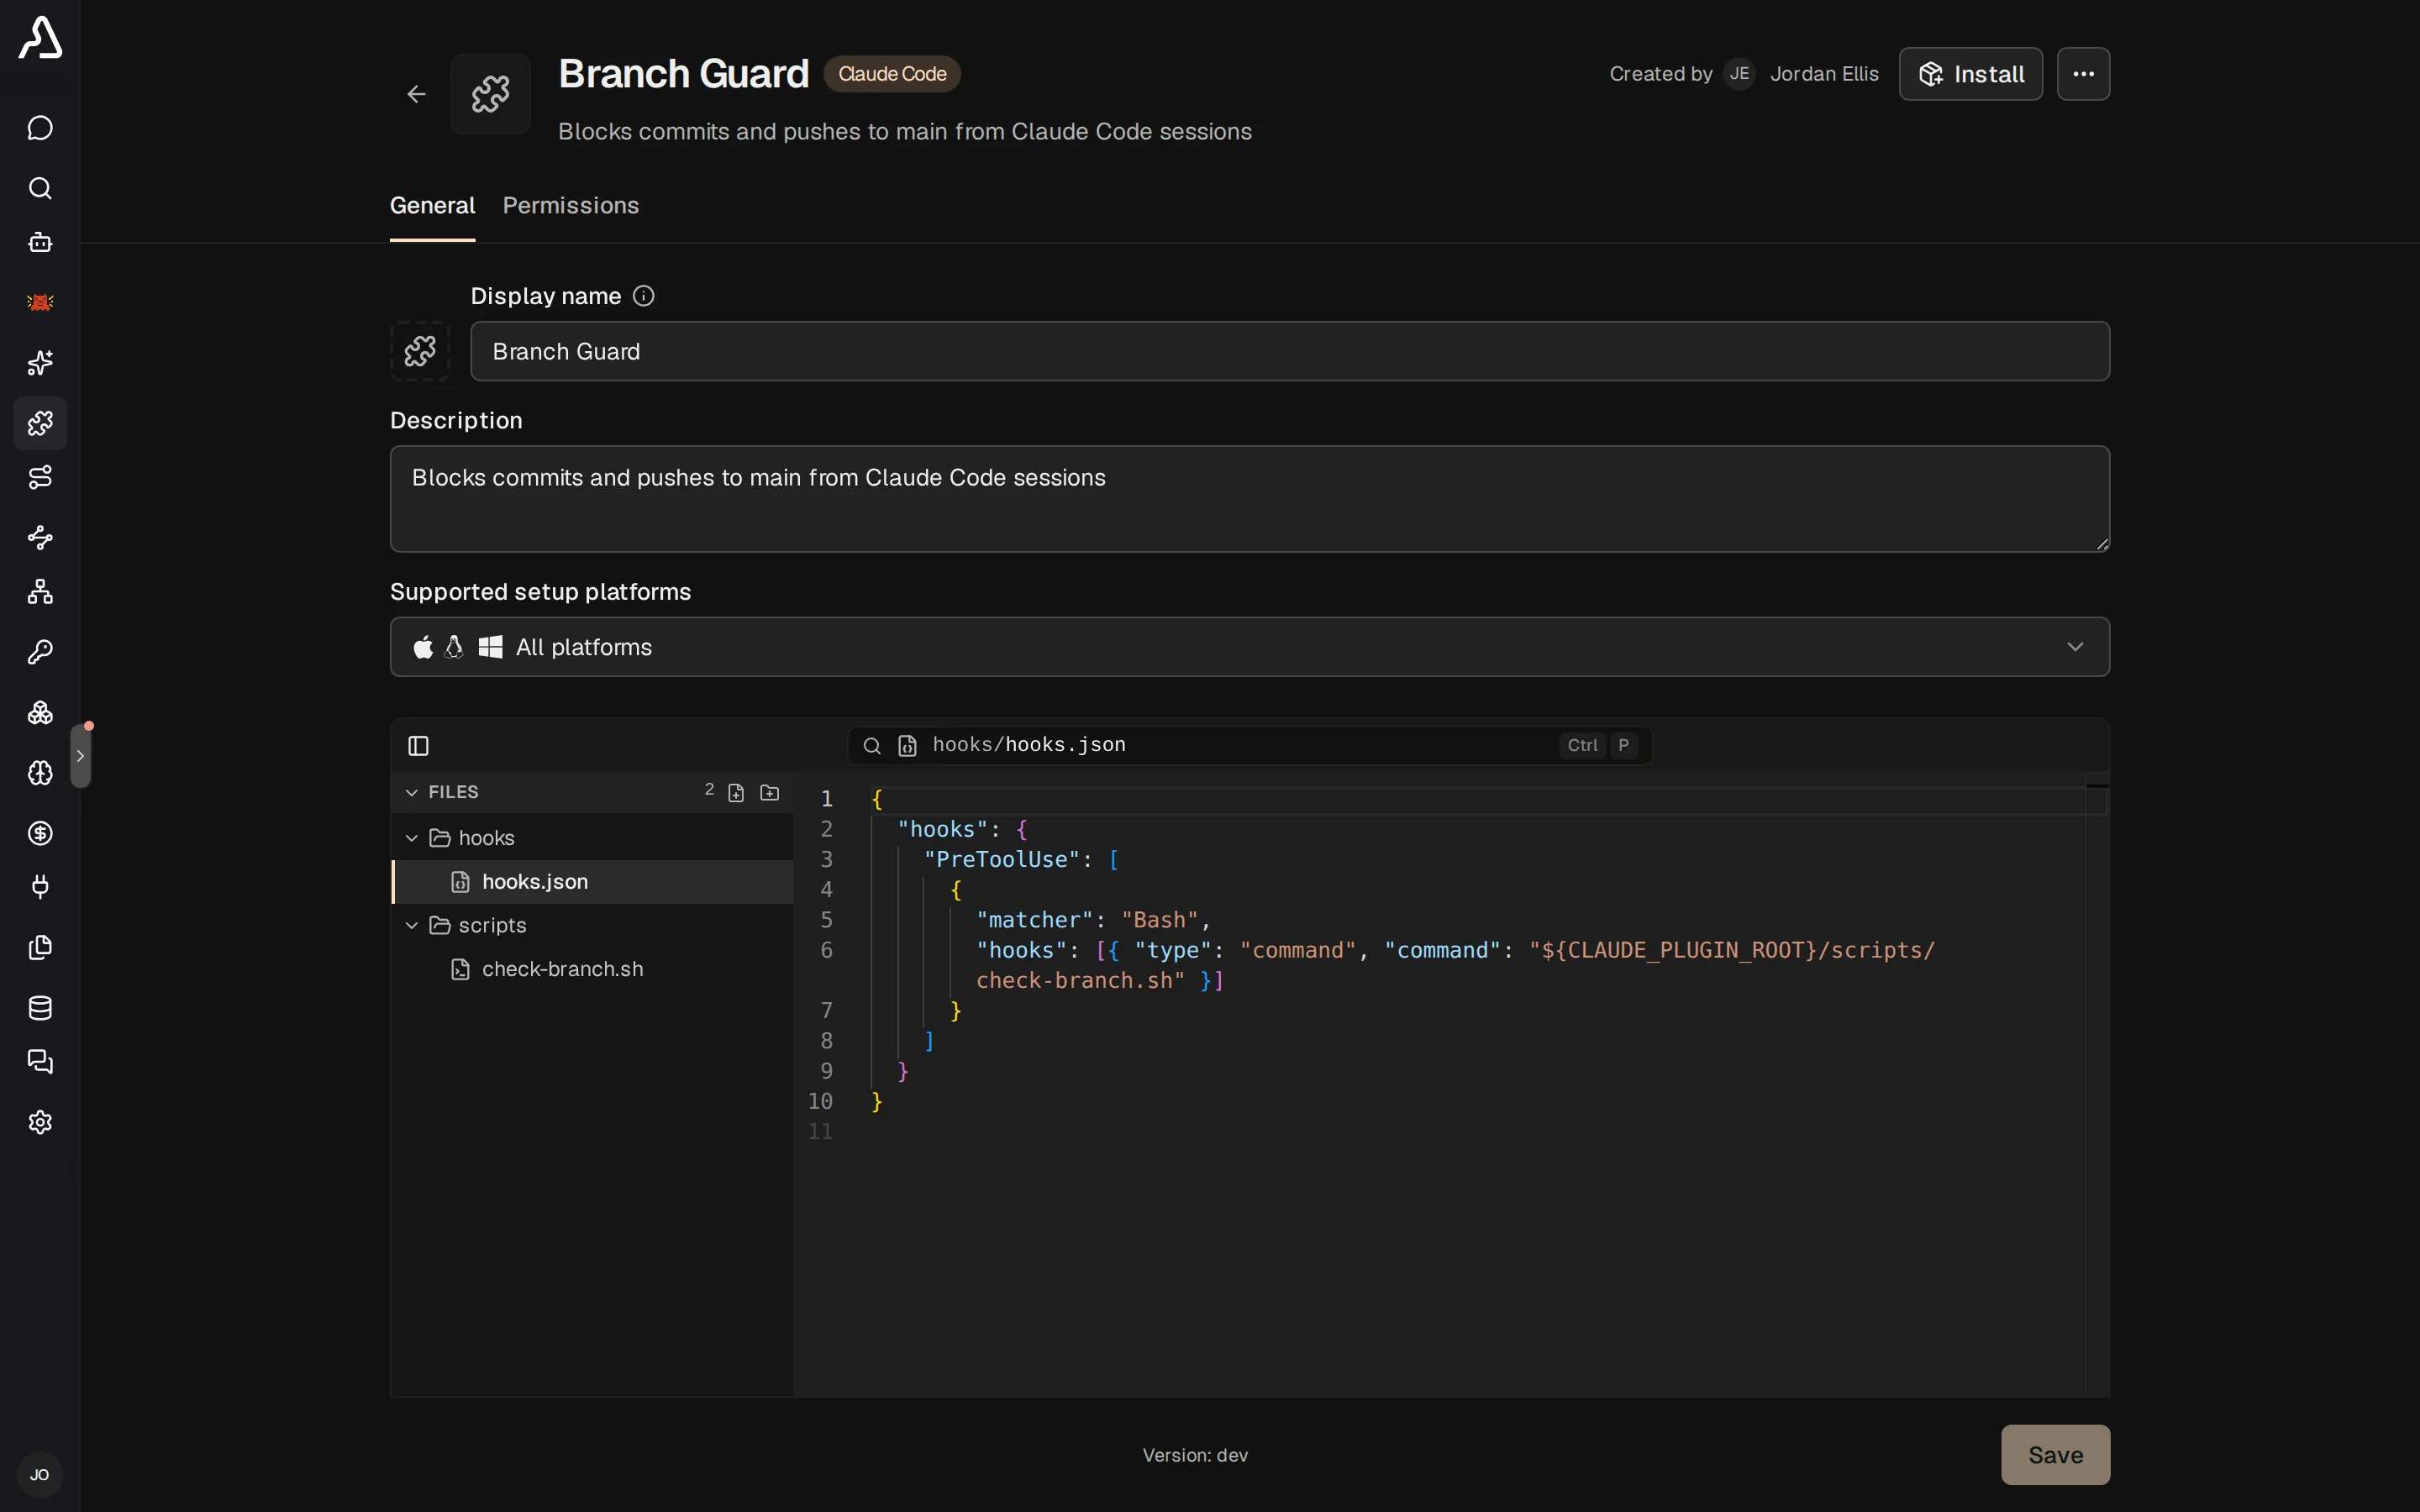 Branch Guard
Claude Code
Created by JE Jordan Ellis
Install
Blocks commits and pushes to main from Claude Code sessions
General
Permissions
Display name
Branch Guard
Description
Blocks commits and pushes to main from Claude Code sessions
Supported setup platforms
All platforms
hooks/hooks.json
Ctrl P
FILES
2
hooks
hooks.json
scripts
check-branch.sh
1 {
2 "hooks": {
3 "PreToolUse": [
4 {
5 "matcher": "Bash",
6 "hooks": [{ "type": "command", "command": "${CLAUDE_PLUGIN_ROOT}/scripts/
check-branch.sh" }]
7 }
8 ]
9 }
10 }
11
Version: dev
Save
JO